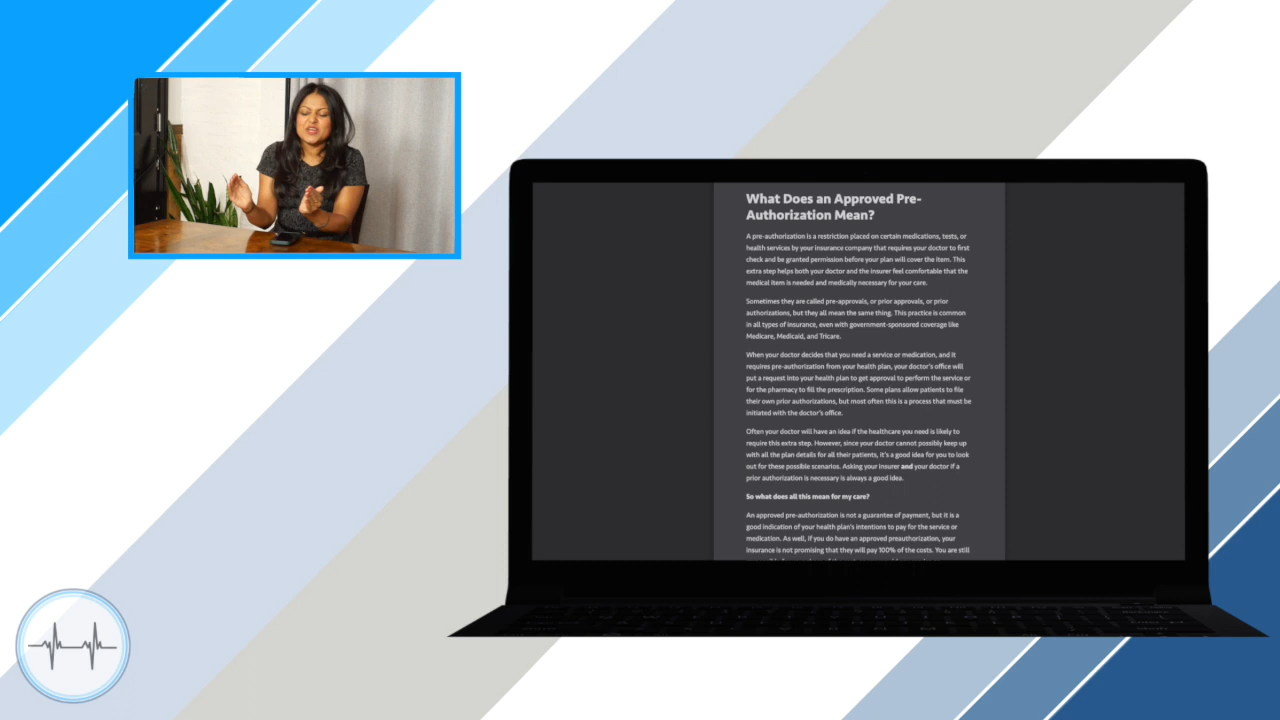 What Does an Approved Pre-
Authorization Mean?
A pre-authorization is a restriction placed on certain medications, tests, or
health services by your insurance company that requires your doctor to first
check and be granted permission before your plan will cover the item. This
extra step helps both your doctor and the insurer feel comfortable that the
medical item is needed and medically necessary for your care.
Sometimes they are called pre-approvals, or prior approvals, or prior
authorizations, but they all mean the same thing. This practice is common
in all types of insurance, even with government-sponsored coverage like
Medicare, Medicaid, and Tricare.
When your doctor decides that you need a service or medication, and it
requires pre-authorization from your health plan, your doctor's office will
put a request into your health plan to get approval to perform the service or
for the pharmacy to fill the prescription. Some plans allow patients to file
their own prior authorizations, but most often this is a process that must be
initiated with the doctor's office.
Often your doctor will have an idea if the healthcare you need is likely to
require this extra step. However, since your doctor cannot possibly keep up
with all the plan details for all their patients, it's a good idea for you to look
out for these possible scenarios. Asking your insurer and your doctor if a
prior authorization is necessary is always a good idea.
So what does all this mean for my care?
An approved pre-authorization is not a guarantee of payment, but it is a
good indication of your health plan's intentions to pay for the service or
medication. As well, if you do have an approved preauthorization, your
insurance is not promising that they will pay 100% of the costs. You are still